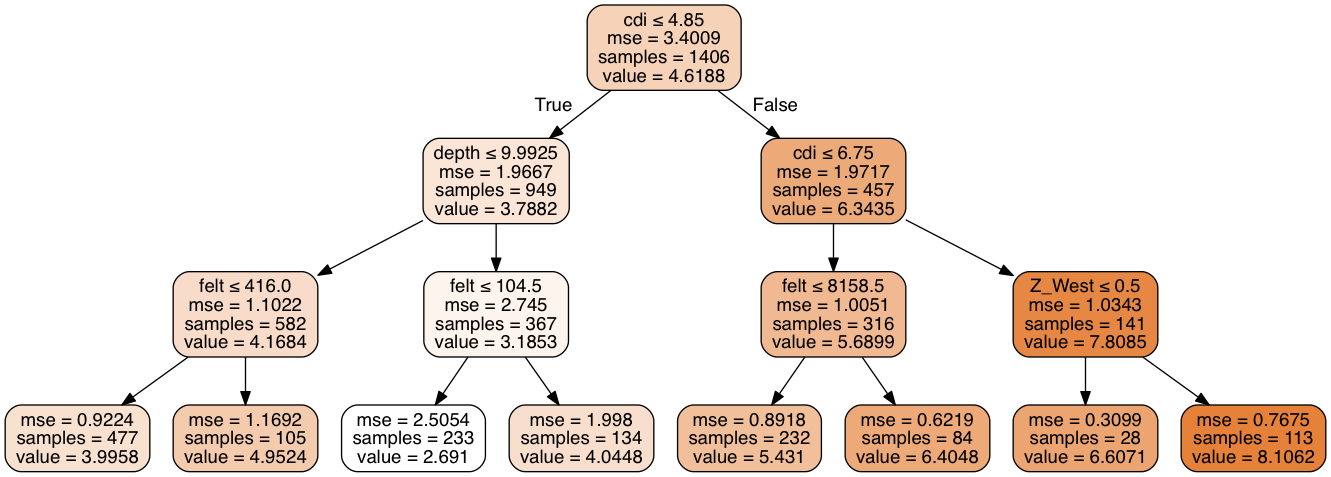 cdi ≤ 4.85
mse = 3.4009
samples = 1406
value = 4.6188
True
False
depth ≤ 9.9925
mse = 1.9667
samples = 949
value = 3.7882
cdi ≤ 6.75
mse = 1.9717
samples = 457
value = 6.3435
felt ≤ 416.0
mse = 1.1022
samples = 582
value = 4.1684
felt ≤ 104.5
mse = 2.745
samples = 367
value = 3.1853
felt ≤ 8158.5
mse = 1.0051
samples = 316
value = 5.6899
Z_West ≤ 0.5
mse = 1.0343
samples = 141
value = 7.8085
mse = 0.9224
samples = 477
value = 3.9958
mse = 1.1692
samples = 105
value = 4.9524
mse = 2.5054
samples = 233
value = 2.691
mse = 1.998
samples = 134
value = 4.0448
mse = 0.8918
samples = 232
value = 5.431
mse = 0.6219
samples = 84
value = 6.4048
mse = 0.3099
samples = 28
value = 6.6071
mse = 0.7675
samples = 113
value = 8.1062